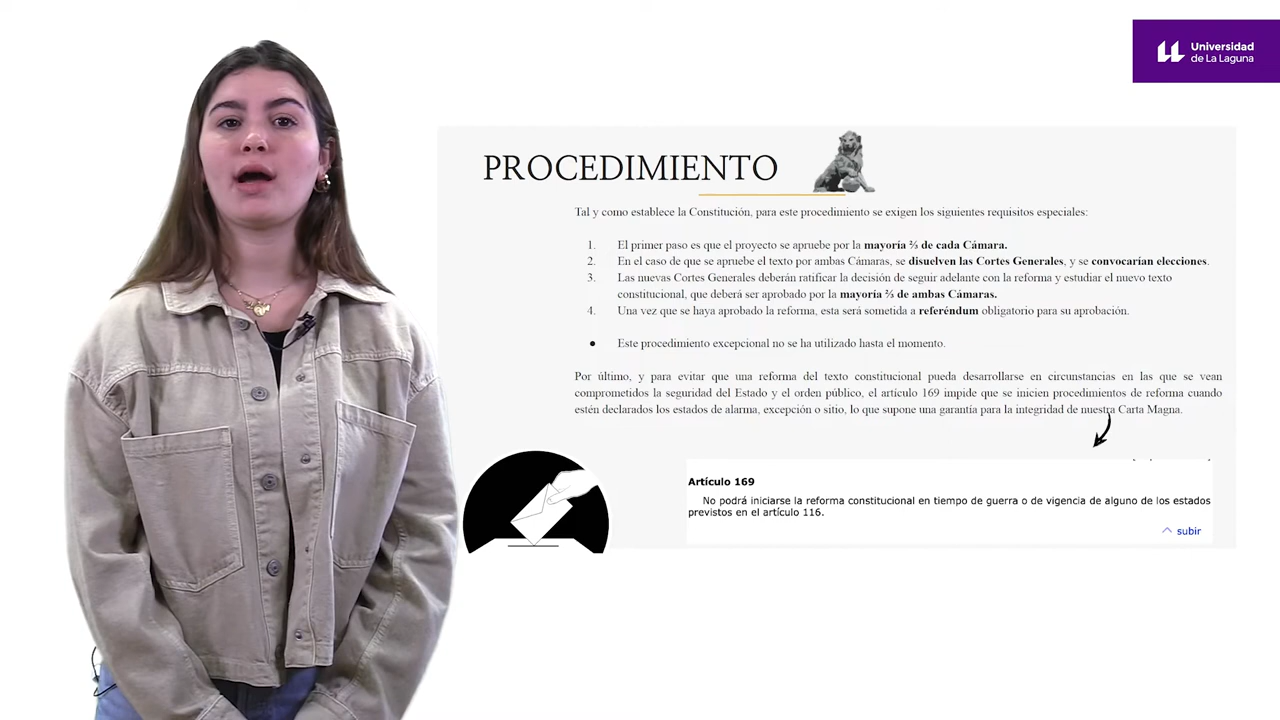 Universidad
de La Laguna
PROCEDIMIENTO
Tal y como establece la Constitución, para este procedimiento se exigen los siguientes requisitos especiales:
1. El primer paso es que el proyecto se apruebe por la mayoría ⅔ de cada Cámara.
2. En el caso de que se apruebe el texto por ambas Cámaras, se disuelven las Cortes Generales, y se convocarían elecciones.
3. Las nuevas Cortes Generales deberán ratificar la decisión de seguir adelante con la reforma y estudiar el nuevo texto
constitucional, que deberá ser aprobado por la mayoría ⅔ de ambas Cámaras.
4. Una vez que se haya aprobado la reforma, esta será sometida a referéndum obligatorio para su aprobación.
● Este procedimiento excepcional no se ha utilizado hasta el momento.
Por último, y para evitar que una reforma del texto constitucional pueda desarrollarse en circunstancias en las que se vean
comprometidos la seguridad del Estado y el orden público, el artículo 169 impide que se inicien procedimientos de reforma cuando
estén declarados los estados de alarma, excepción o sitio, lo que supone una garantía para la integridad de nuestra Carta Magna.
Artículo 169
No podrá iniciarse la reforma constitucional en tiempo de guerra o de vigencia de alguno de los estados
previstos en el artículo 116.
subir